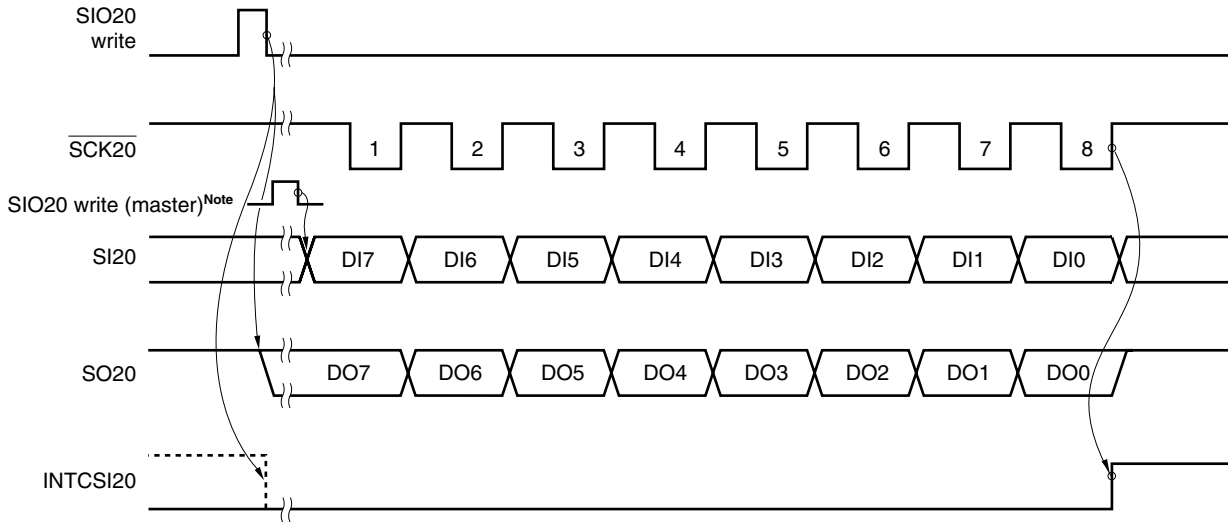 SIO20
write
SCK20
1 2 3 4 5 6 7 8
SIO20 write (master)Note
SI20
DI7 DI6 DI5 DI4 DI3 DI2 DI1 DI0
SO20
DO7 DO6 DO5 DO4 DO3 DO2 DO1 DO0
INTCSI20